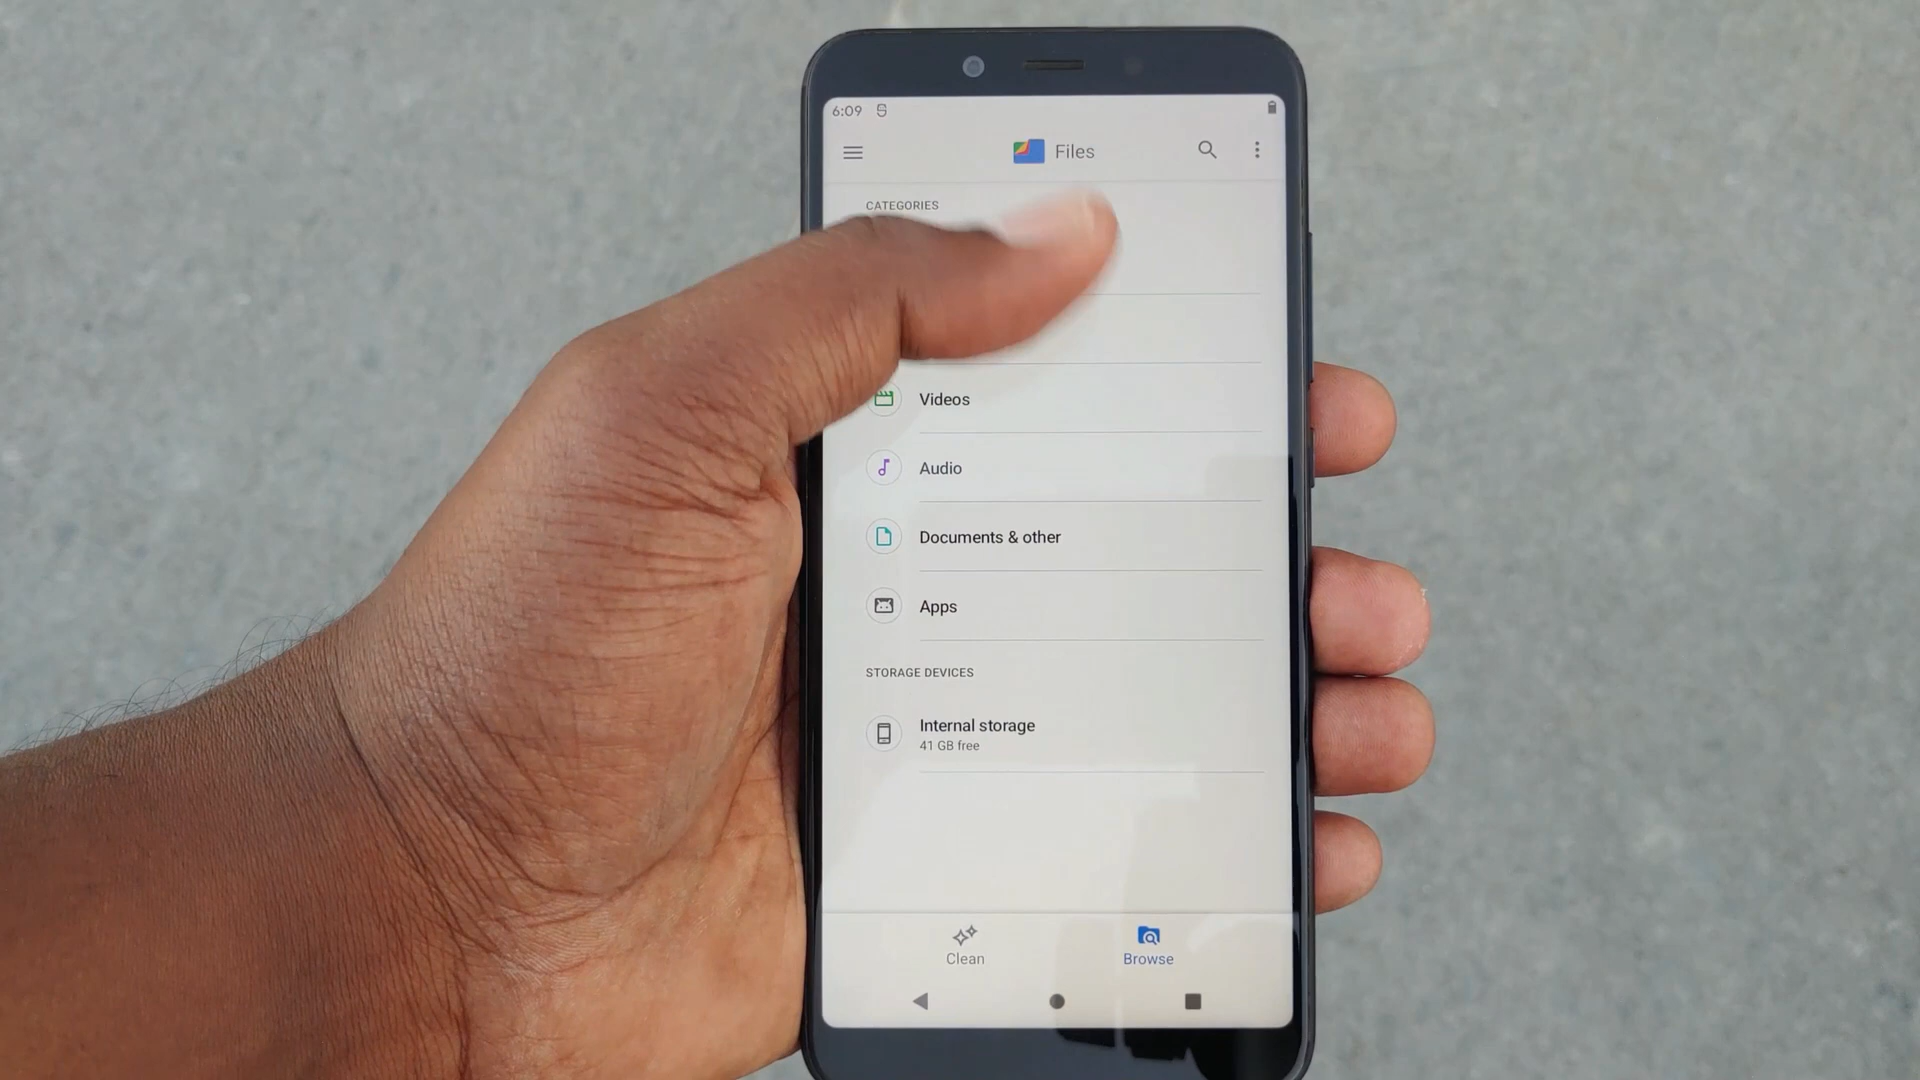 6:09
Files
CATEGORIES
Videos
Audio
Documents & other
Apps
STORAGE DEVICES
Internal storage
41 GB free
Clean
Browse